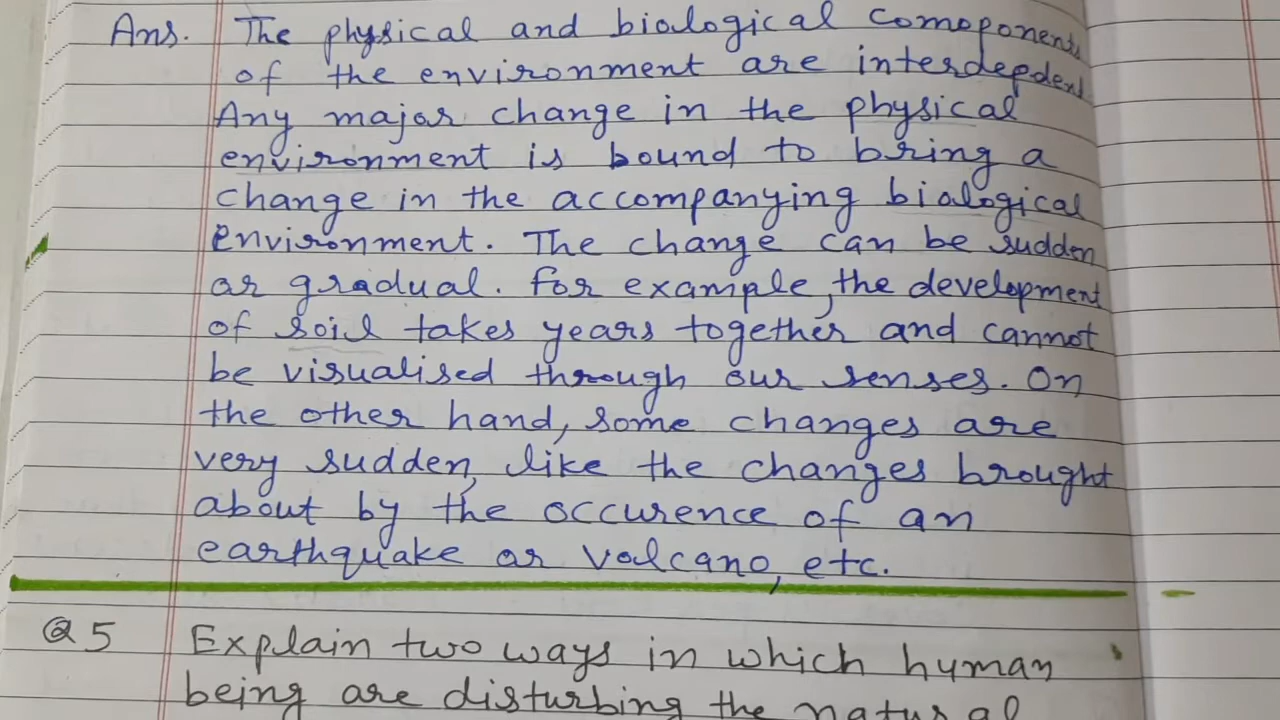 Ans. The physical and biological comoponents
of the environment are interdepdent.
Any major change in the physical
environment is bound to bring a
change in the accompanying biological
environment. The change can be sudden
or gradual. For example, the development
of soil takes years together and cannot
be visualised through our senses. On
the other hand, some changes are
very sudden, like the changes brought
about by the occurence of an
earthquake or volcano, etc.
Q5 Explain two ways in which human
being are disturbing the natural